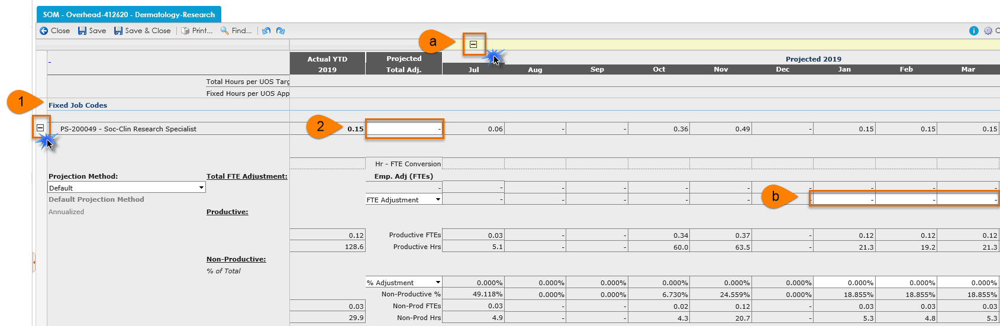 SOM - Overhead-412620 - Dermatology-Research
Close Save Save & Close Print... Find...
a
- Actual YTD Projected Projected 2019
2019 Total Adj. Jul Aug Sep Oct Nov Dec Jan Feb Mar
Total Hours per UOS Targ
Fixed Hours per UOS App
1
Fixed Job Codes
PS-200049 - Soc-Clin Research Specialist 0.15 - 0.06 - - 0.36 0.49 - 0.15 0.15 0.15
2
Hr - FTE Conversion
Projection Method: Total FTE Adjustment: Emp. Adj (FTEs)
Default - - - - - - - - - -
Default Projection Method FTE Adjustment - - - - - - - - -
b
Annualized Productive:
0.12 Productive FTEs 0.03 - - 0.34 0.37 - 0.12 0.12 0.12
128.6 Productive Hrs 5.1 - - 60.0 63.5 - 21.3 19.2 21.3
Non-Productive:
% of Total
% Adjustment 0.000% 0.000% 0.000% 0.000% 0.000% 0.000% 0.000% 0.000% 0.000%
Non-Productive % 49.118% 0.000% 0.000% 6.730% 24.559% 0.000% 18.855% 18.855% 18.855%
0.03 Non-Prod FTEs 0.03 - - 0.02 0.12 - 0.03 0.03 0.03
29.9 Non-Prod Hrs 4.9 - - 4.3 20.7 - 5.3 4.8 5.3